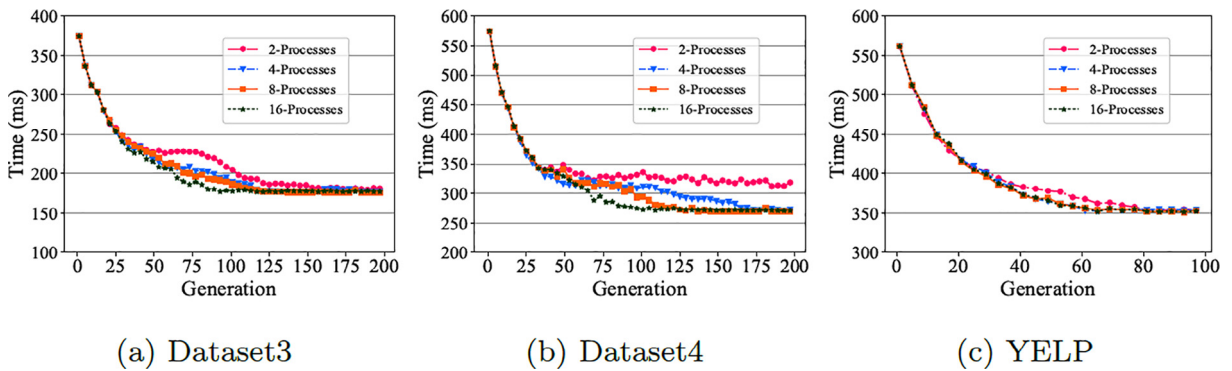 400
350
300
250
200
150
100
Time (ms)
2-Processes
4-Processes
8-Processes
16-Processes
0 25 50 75 100 125 150 175 200
Generation
(a) Dataset3
600
550
500
450
400
350
300
250
200
Time (ms)
2-Processes
4-Processes
8-Processes
16-Processes
0 25 50 75 100 125 150 175 200
Generation
(b) Dataset4
600
550
500
450
400
350
300
Time (ms)
2-Processes
4-Processes
8-Processes
16-Processes
0 20 40 60 80 100
Generation
(c) YELP